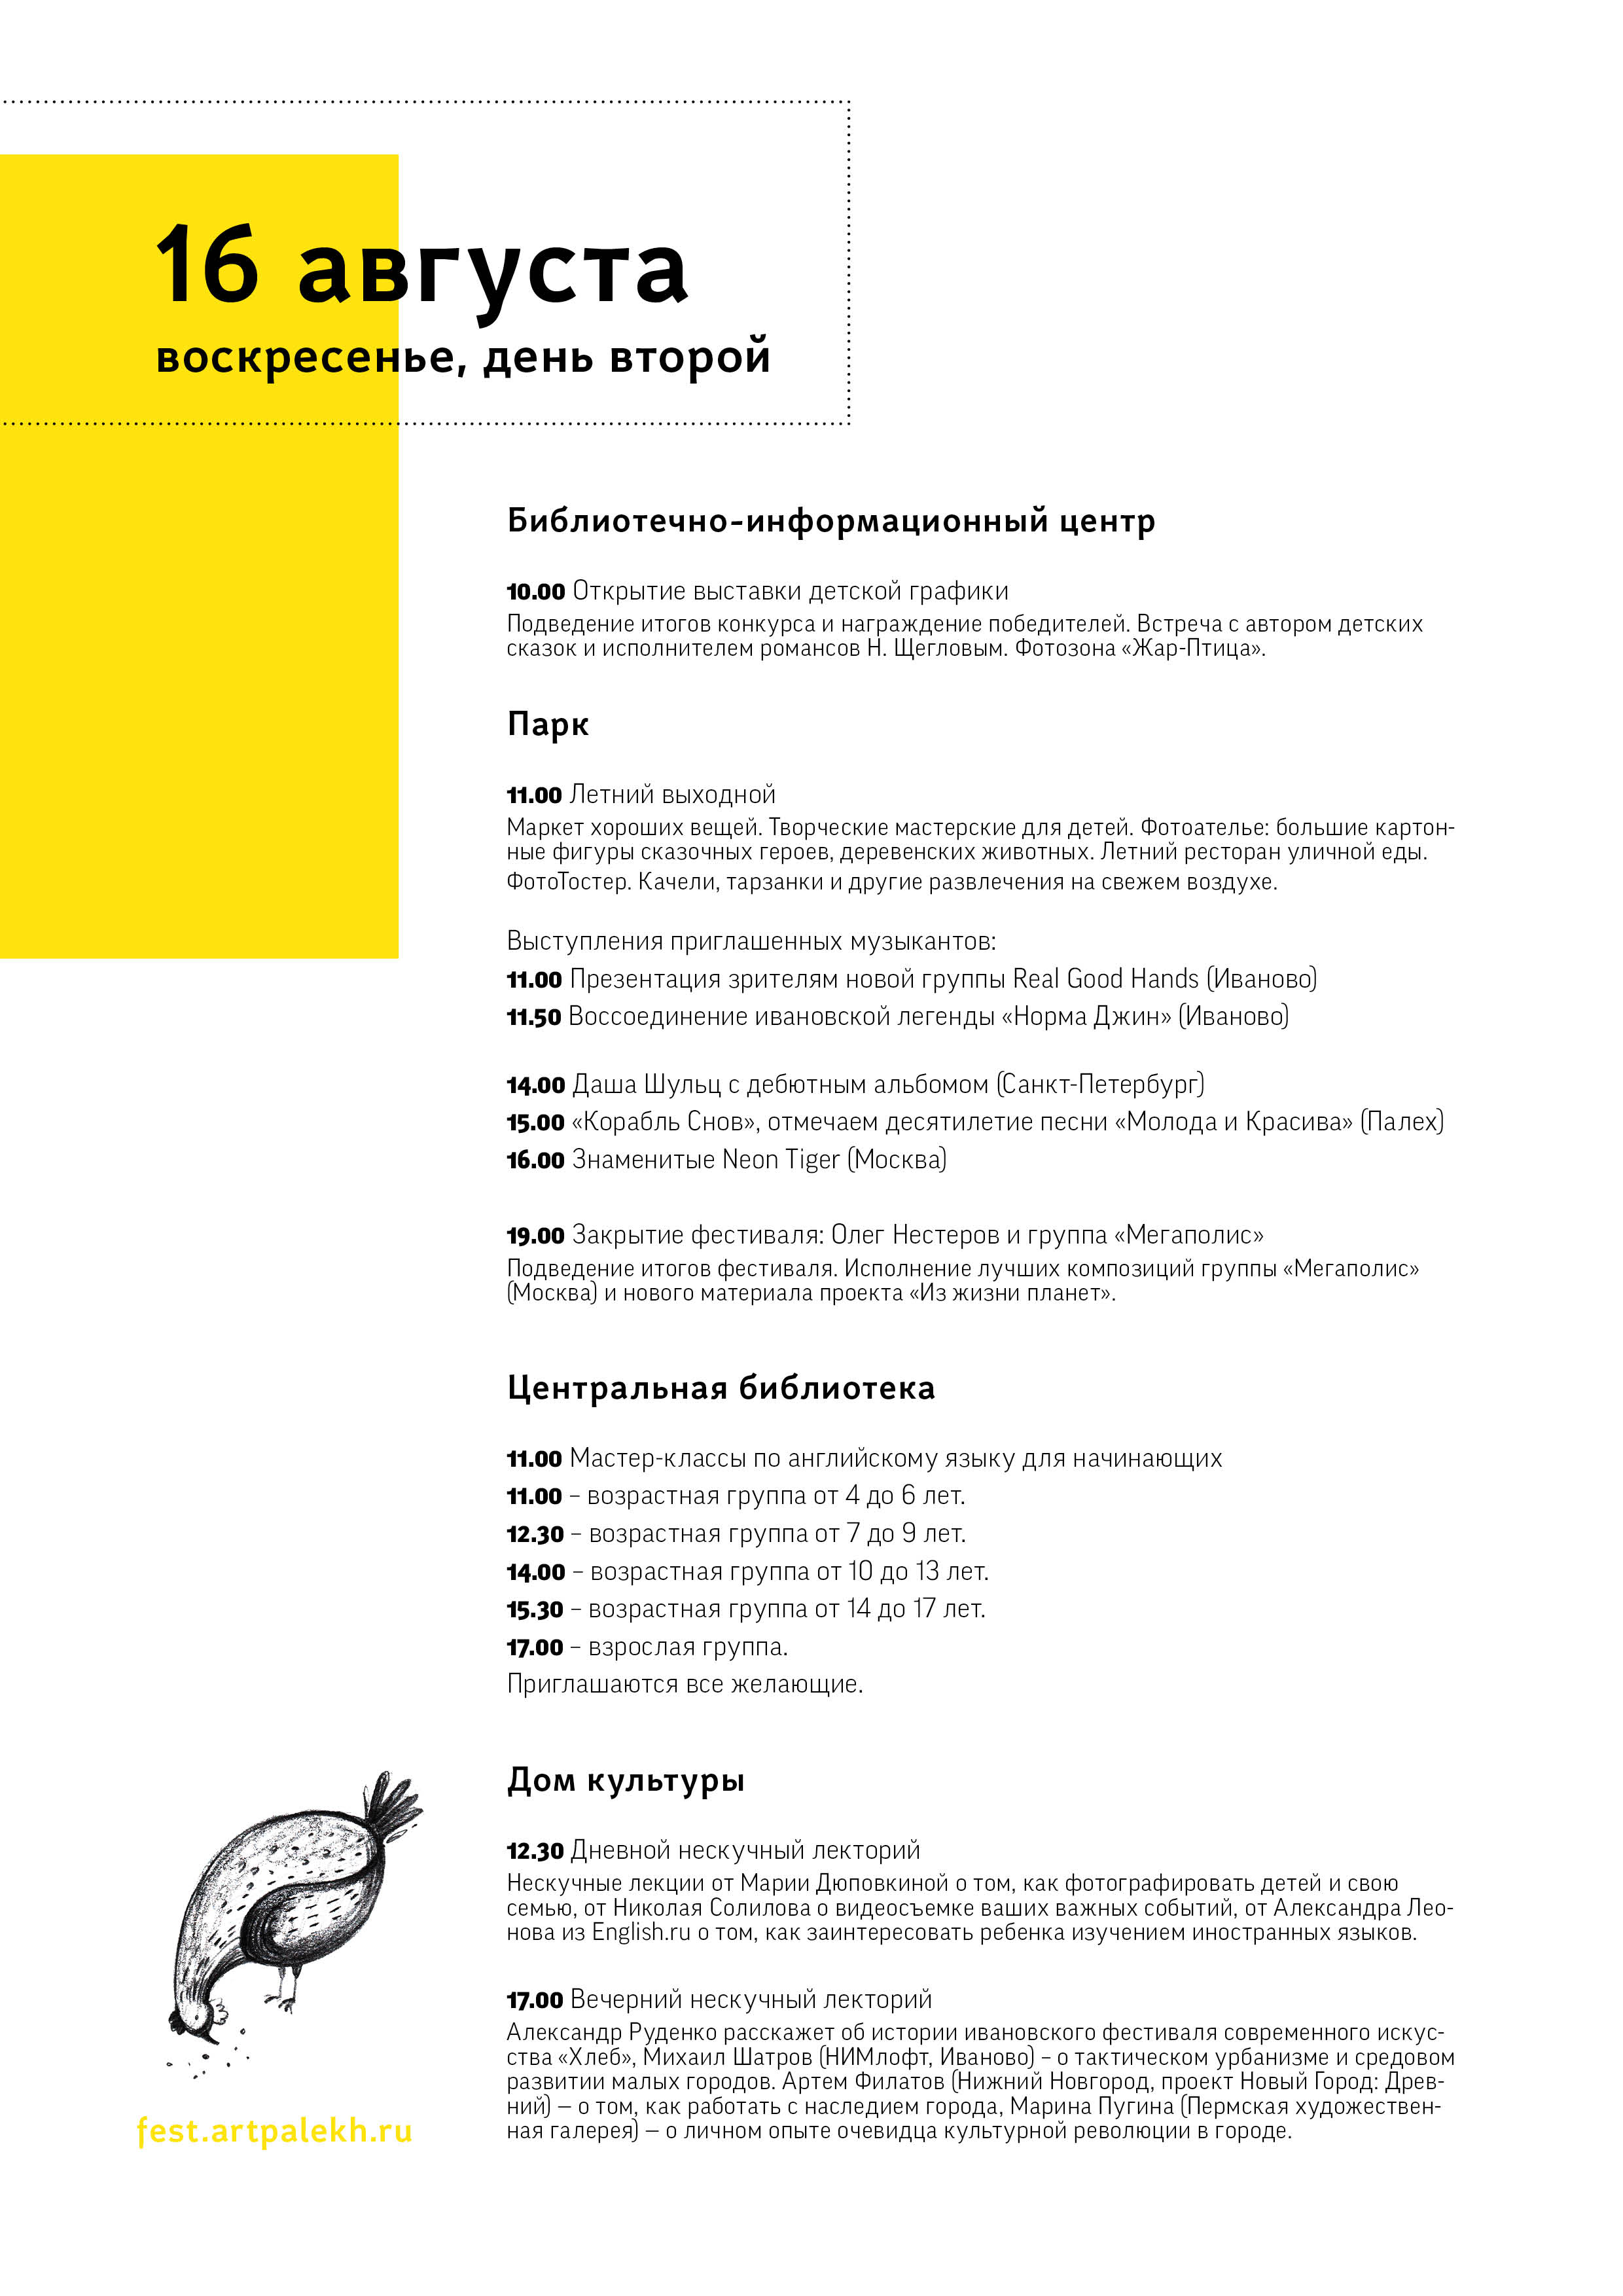 16 августа
воскресенье, день второй
Библиотечно-информационный центр
10.00 Открытие выставки детской графики
Подведение итогов конкурса и награждение победителей. Встреча с автором детских
сказок и исполнителем романсов Н. Щегловым. Фотозона «Жар-Птица».
Парк
11.00 Летний выходной
Маркет хороших вещей. Творческие мастерские для детей. Фотоателье: большие картон-
ные фигуры сказочных героев, деревенских животных. Летний ресторан уличной еды.
ФотоТостер. Качели, тарзанки и другие развлечения на свежем воздухе.
Выступления приглашенных музыкантов:
11.00 Презентация зрителям новой группы Real Good Hands (Иваново)
11.50 Воссоединение ивановской легенды «Норма Джин» (Иваново)
14.00 Даша Шульц с дебютным альбомом (Санкт-Петербург)
15.00 «Корабль Снов», отмечаем десятилетие песни «Молода и Красива» (Палех)
16.00 Знаменитые Neon Tiger (Москва)
19.00 Закрытие фестиваля: Олег Нестеров и группа «Мегаполис»
Подведение итогов фестиваля. Исполнение лучших композиций группы «Мегаполис»
(Москва) и нового материала проекта «Из жизни планет».
Центральная библиотека
11.00 Мастер-классы по английскому языку для начинающих
11.00 – возрастная группа от 4 до 6 лет.
12.30 – возрастная группа от 7 до 9 лет.
14.00 – возрастная группа от 10 до 13 лет.
15.30 – возрастная группа от 14 до 17 лет.
17.00 – взрослая группа.
Приглашаются все желающие.
Дом культуры
12.30 Дневной нескучный лекторий
Нескучные лекции от Марии Дюповкиной о том, как фотографировать детей и свою
семью, от Николая Солилова о видеосъемке ваших важных событий, от Александра Лео-
нова из English.ru о том, как заинтересовать ребенка изучением иностранных языков.
17.00 Вечерний нескучный лекторий
Александр Руденко расскажет об истории ивановского фестиваля современного искус-
ства «Хлеб», Михаил Шатров (НИМлофт, Иваново) – о тактическом урбанизме и средовом
развитии малых городов. Артем Филатов (Нижний Новгород, проект Новый Город: Древ-
ний) — о том, как работать с наследием города, Марина Пугина (Пермская художествен-
ная галерея) — о личном опыте очевидца культурной революции в городе.
fest.artpalekh.ru